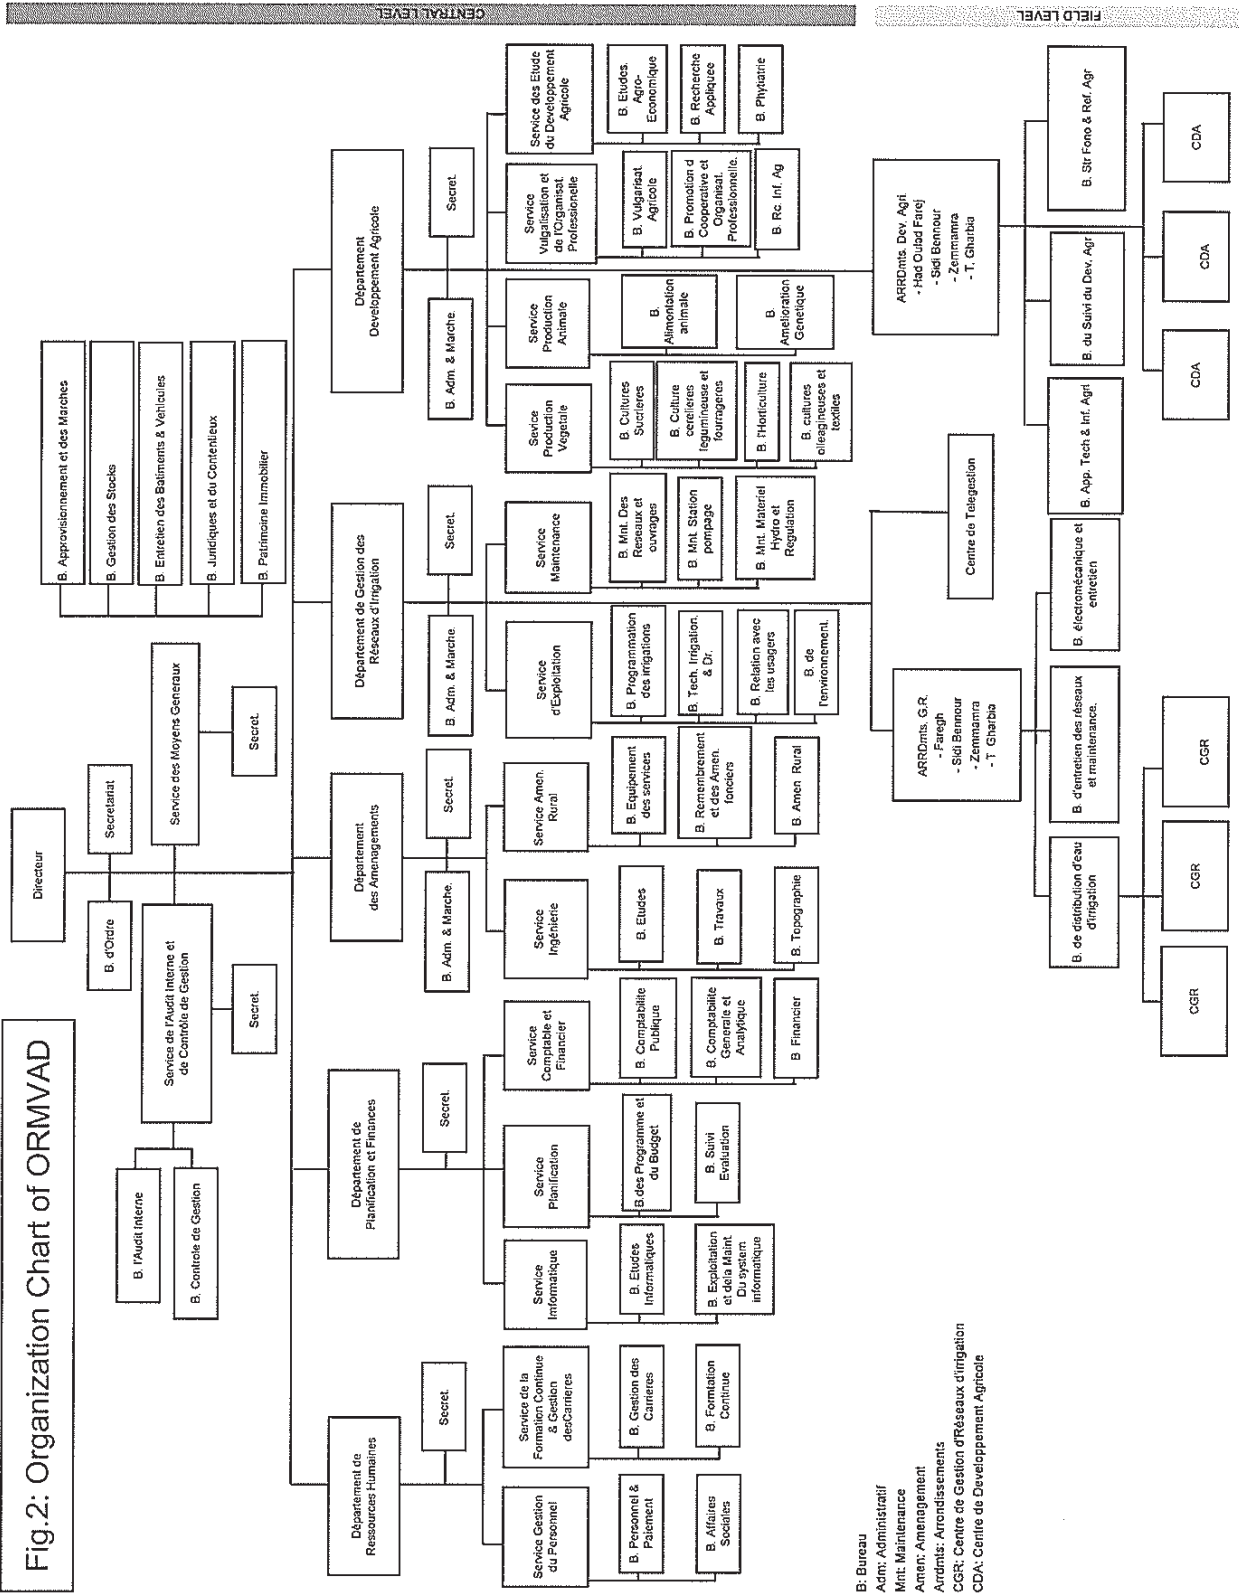 Fig.2: Organization Chart of ORMVAD
Directeur
B. d'Ordre
Secretariat
B. l'Audit Interne
B. Controle de Gestion
Service de l'Audit Interne et
de Contrôle de Gestion
Secret.
Service des Moyens Generaux
Secret.
B. Approvisionnement et des Marches
B. Gestion des Stocks
B. Entretien des Batiments & Vehicules
B. Juridiques et du Contentieux
B. Patrimoine Immobilier
CENTRAL LEVEL
Département de
Ressources Humaines
Secret.
Service Gestion
du Personnel
B. Personnel &
Paiement
B. Affaires
Sociales
Service de la
Formation Continue
& Gestion
desCarrieres
B. Gestion des
Carrieres
B. Formtation
Continue
Département de
Planification et Finances
Secret.
Service
Imformatique
B. Etudes
Informatiques
B. Exploitation
et dela Maint
Du system
informatique
Service
Planification
B.des Programme et
du Budget
B. Suivi
Evaluation
Service
Comptable et
Financier
B. Comptabilite
Publique
B. Comptabilite
Generale et
Analytique
B Financier
Département
des Amenagements
B. Adm. & Marche.
Secret.
Service
Ingénierie
B. Etudes
B. Travaux
B. Topographie
Service Amen.
Rural
B. Equipement
des services
B. Remembrement
et des Amen.
fonciers
B. Amen Rural
Département de Gestion des
Réseaux d'Irrigation
B. Adm. & Marche.
Secret.
Service
d'Exploitation
B. Programmation
des irrigations
B. Tech. Irrigation.
& Dr.
B. Relation avec
les usagers
B. de
l'environnement.
Service
Maintenance
B. Mnt. Des
Reseaux et
ouvrages
B. Mnt. Station
pompage
B. Mnt. Materiel
Hydro et
Regulation
Département
Developpement Agricole
B. Adm. & Marche.
Secret.
Sevice
Production
Vegetale
B. Cultures
Sucrieres
B. Culture
cerelieres
legumineuse et
fourrageres
B. l'Horticulture
B. cultures
olleagineuses et
textiles
Service
Production
Animale
B.
Alimontation
animale
B.
Amelioration
Genetique
Service
Vulgalisation et
de l'Organisat.
Professionelle
B. Vulgarisat.
Agricole
B. Promotion d
Cooperative et
Organisat.
Professionnelle.
B. Rc. Inf. Ag
Service des Etude
du Developpement
Agricole
B. Etudes.
Agro-
Economique
B. Recherche
Appliquee
B. Phytiatrie
FIELD LEVEL
ARRDmts. G.R.
- Faregh
- Sidi Bennour
- Zemmamra
- T Gharbia
Centre de Telegestion
B. de distribution d'eau
d'irrigation
B. d'entretien des réseaux
et maintenance.
B. électromécanique et
entretien
CGR
CGR
CGR
ARRDmts. Dev. Agri.
- Had Oulad Farej
- Sidi Bennour
- Zemmamra
- T. Gharbia
B. App. Tech & Inf. Agri
B. du Suivi du Dev. Agr
B. Str Fono & Ref. Agr
CDA
CDA
CDA
B: Bureau
Adm: Administratif
Mnt: Maintenance
Amen: Amenagement
Arrdmts: Arrondissements
CGR: Centre de Gestion d'Réseaux d'irrigation
CDA: Centre de Developpement Agricole